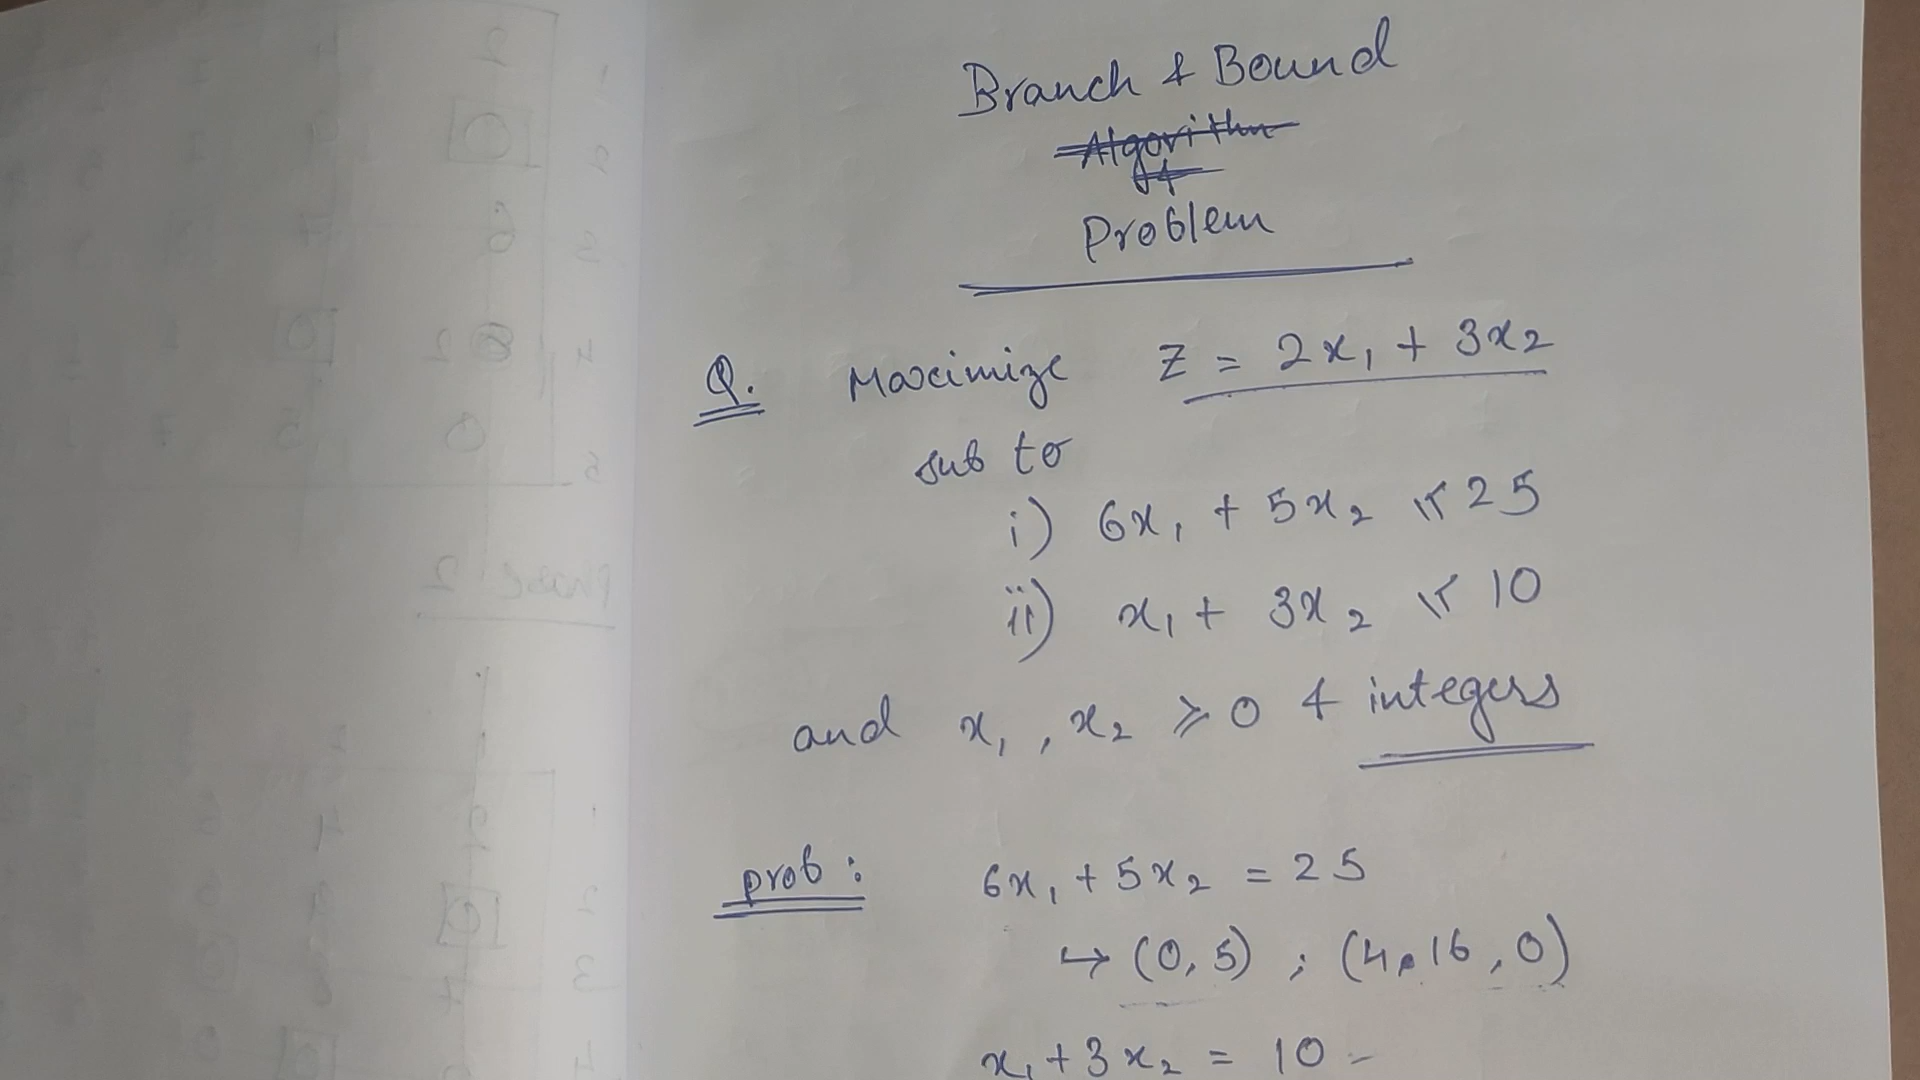 Branch & Bound
Algorithm
&
Problem
Q. Maximize Z = 2x₁ + 3x₂
sub to
i) 6x₁ + 5x₂ ≤ 25
ii) x₁ + 3x₂ ≤ 10
and x₁, x₂ ≥ 0 & integers
prob: 6x₁ + 5x₂ = 25
↪ (0,5) ; (4.16,0)
x₁ + 3x₂ = 10